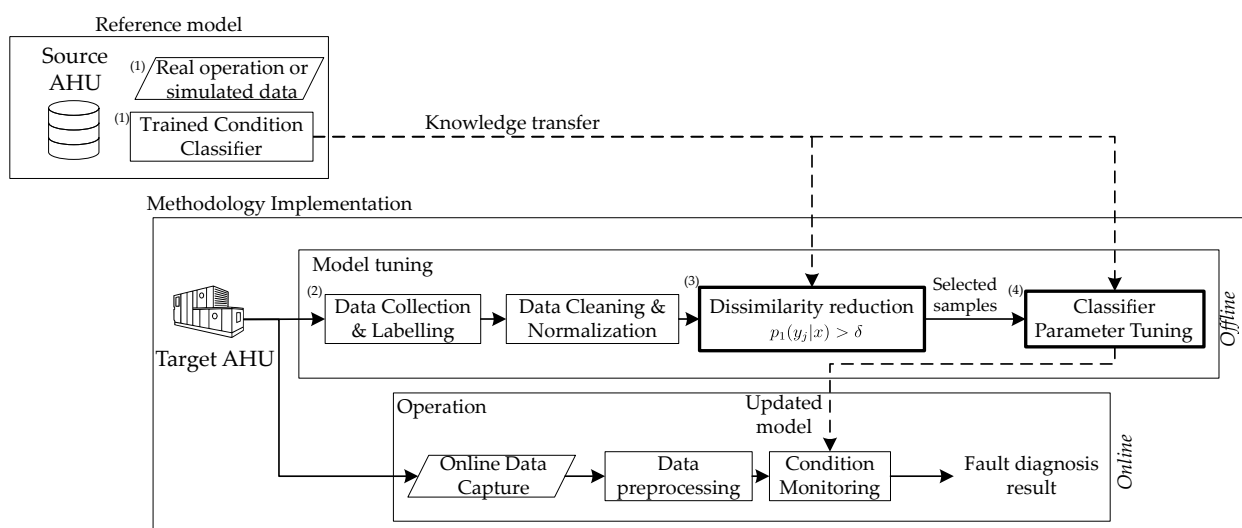 Reference model
Source
AHU
(1)
Real operation or
simulated data
(1)
Trained Condition
Classifier
Knowledge transfer
Methodology Implementation
Model tuning
(2)
Data Collection
& Labelling
Data Cleaning &
Normalization
(3)
Dissimilarity reduction
p₁(yⱼ|x) > δ
Selected
samples
(4)
Classifier
Parameter Tuning
Offline
Target AHU
Operation
Updated
model
Online Data
Capture
Data
preprocessing
Condition
Monitoring
Fault diagnosis
result
Online